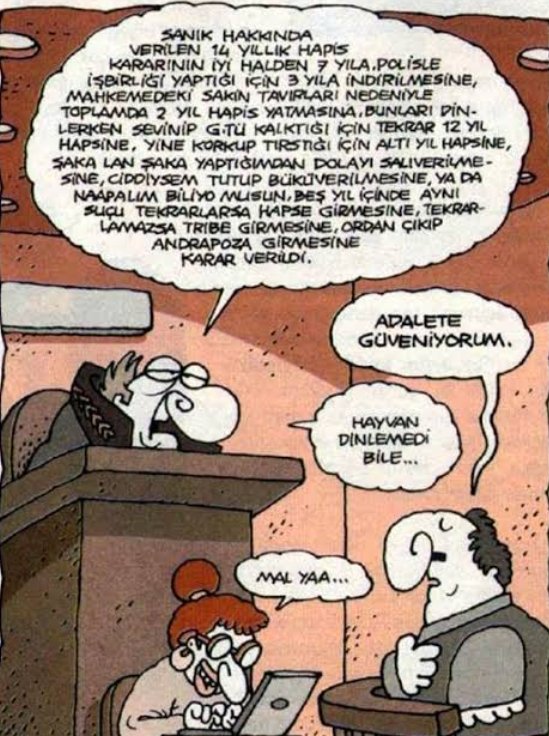 SANIK HAKKINDA
VERİLEN 14 YILLIK HAPİS
KARARININ İYİ HALDEN 7 YILA, POLİSLE
İŞBİRLİĞİ YAPTIĞI İÇİN 3 YILA İNDİRİLMESİNE,
MAHKEMEDEKİ SAKİN TAVIRLARI NEDENİYLE
TOPLAMDA 2 YIL HAPİS YATMASINA, BUNLARI DİN-
LERKEN SEVİNİP G.TÜ KALKTIĞI İÇİN TEKRAR 12 YIL
HAPSİNE, YİNE KORKUP TIRSTIĞI İÇİN ALTI YIL HAPSİNE,
ŞAKA LAN ŞAKA YAPTIĞIMDAN DOLAYI SALIVERİLME-
SİNE, CİDDİYSEM TUTUP BÜKÜVERİLMESİNE, YA DA
NAAPALIM BİLİYO MUSUN, BEŞ YIL İÇİNDE AYNI
SUÇU TEKRARLARSA HAPSE GİRMESİNE, TEKRAR-
LAMAZSA TRİBE GİRMESİNE, ORDAN ÇIKIP
ANDRAPOZA GİRMESİNE
KARAR VERİLDİ.
ADALETE
GÜVENİYORUM.
HAYVAN
DİNLEMEDİ
BİLE...
MAL YAA...